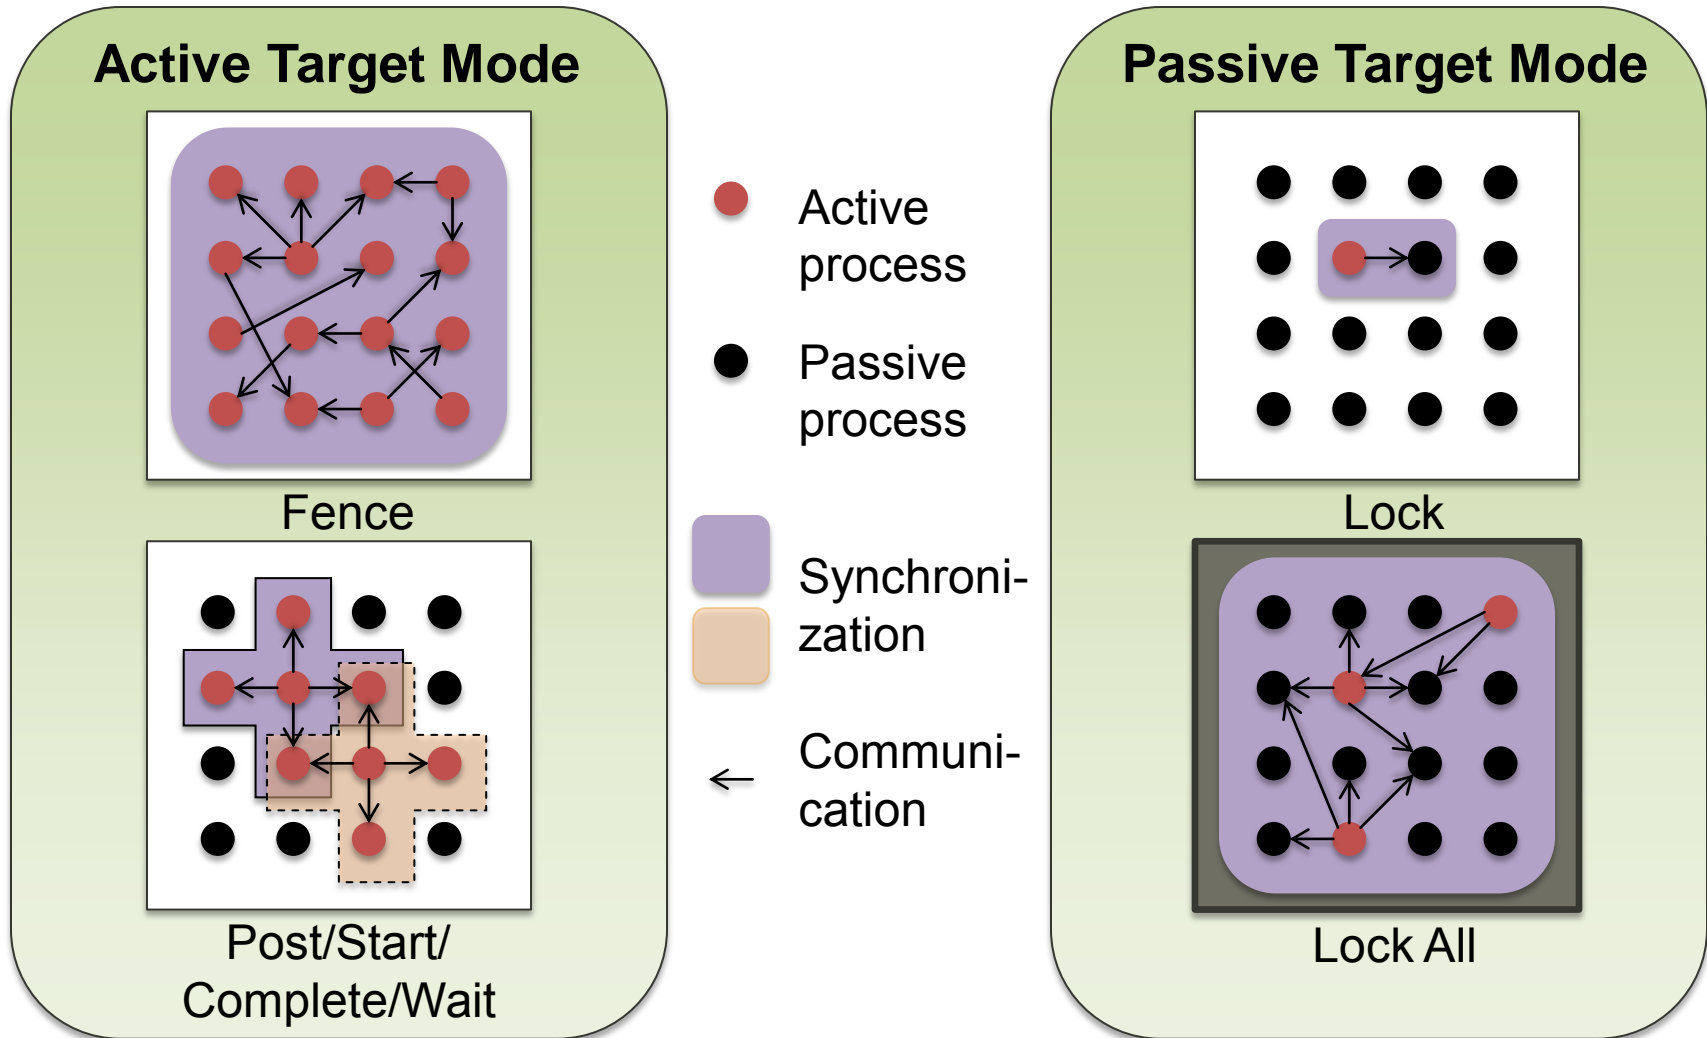 Active Target Mode
Fence
Post/Start/
Complete/Wait
Active
process
Passive
process
Synchroni-
zation
Communi-
cation
Passive Target Mode
Lock
Lock All